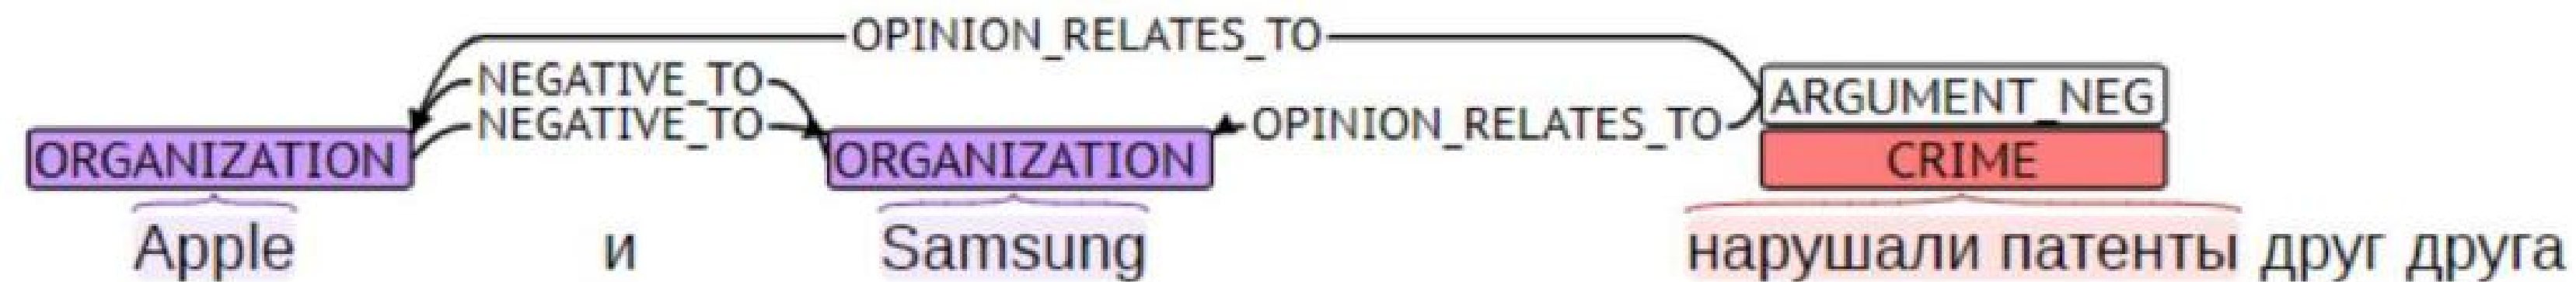 OPINION_RELATES_TO
NEGATIVE_TO
ARGUMENT_NEG
NEGATIVE_TO OPINION_RELATES_TO
ORGANIZATION ORGANIZATION CRIME
Apple и Samsung нарушали патенты друг друга